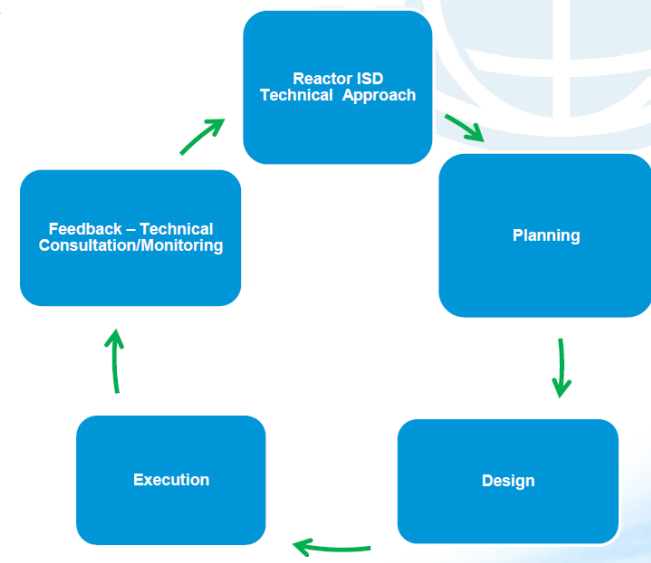 Reactor ISD
Technical Approach
Planning
Design
Execution
Feedback – Technical
Consultation/Monitoring